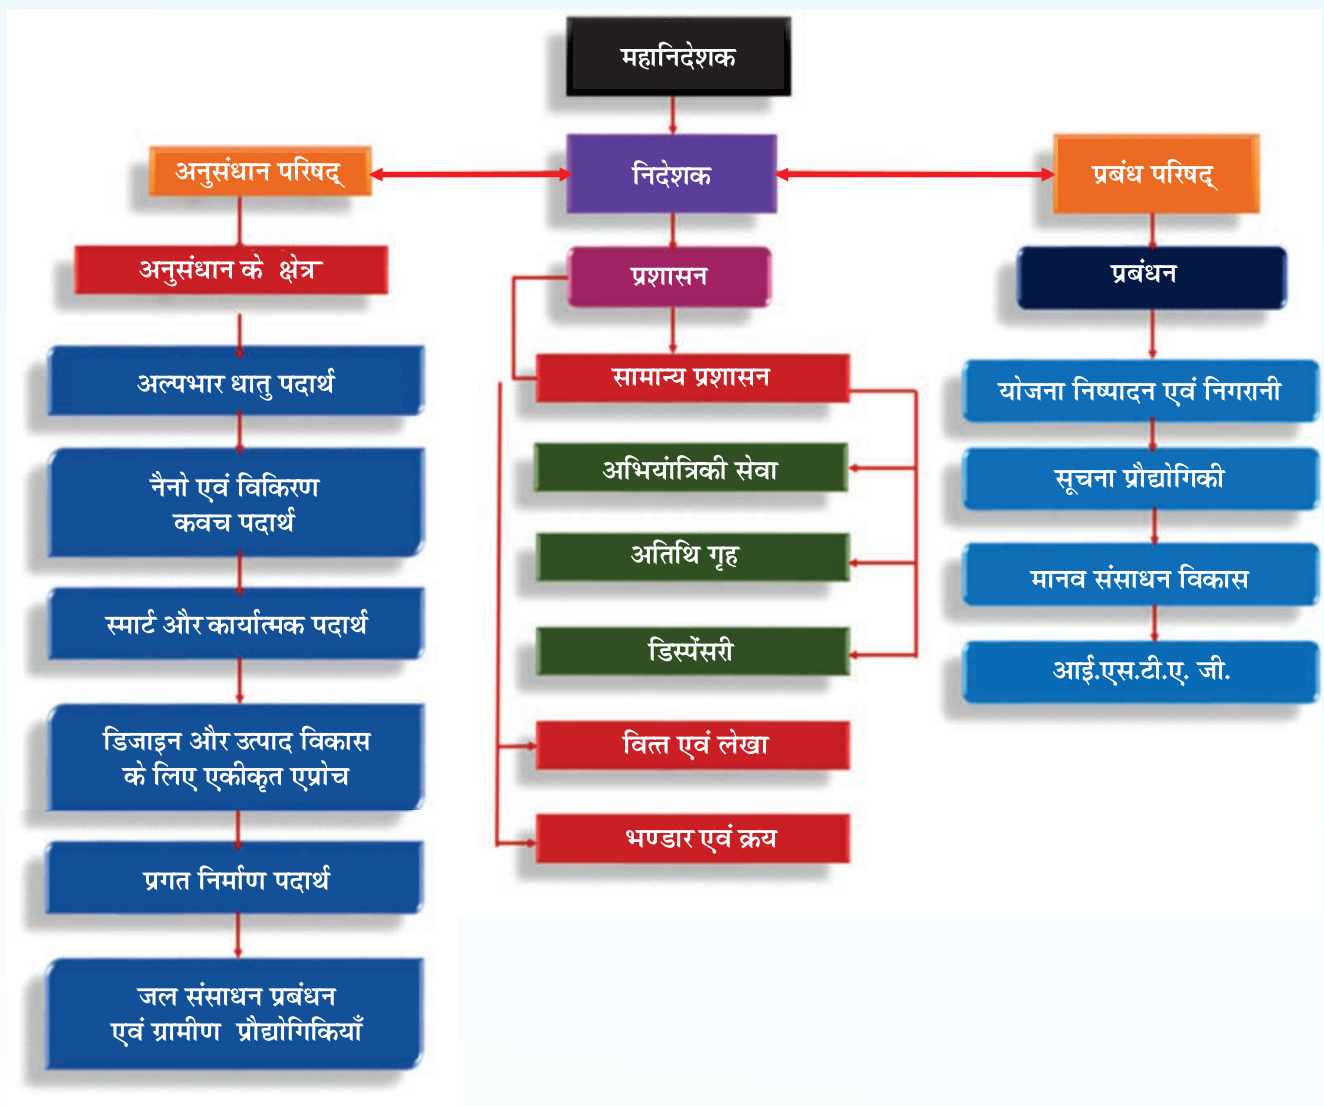 महानिदेशक
अनुसंधान परिषद्
निदेशक
प्रबंध परिषद्
अनुसंधान के क्षेत्र
प्रशासन
प्रबंधन
अल्पभार धातु पदार्थ
नैनो एवं विकिरण
कवच पदार्थ
स्मार्ट और कार्यात्मक पदार्थ
डिजाइन और उत्पाद विकास
के लिए एकीकृत एप्रोच
प्रगत निर्माण पदार्थ
जल संसाधन प्रबंधन
एवं ग्रामीण प्रौद्योगिकियाँ
सामान्य प्रशासन
अभियांत्रिकी सेवा
अतिथि गृह
डिस्पेंसरी
वित्त एवं लेखा
भण्डार एवं क्रय
योजना निष्पादन एवं निगरानी
सूचना प्रौद्योगिकी
मानव संसाधन विकास
आई.एस.टी.ए. जी.